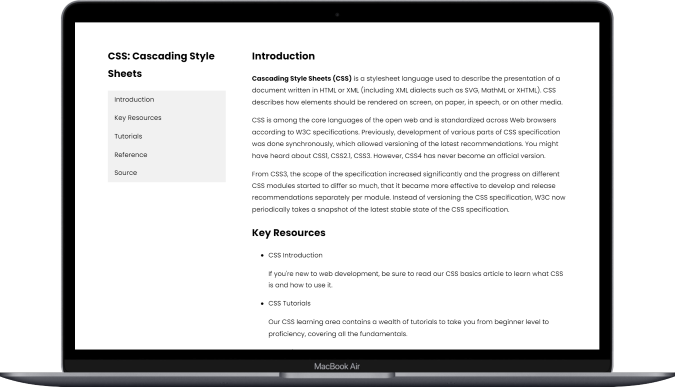 CSS: Cascading Style
Sheets
Introduction
Key Resources
Tutorials
Reference
Source
Introduction
Cascading Style Sheets (CSS) is a stylesheet language used to describe the presentation of a
document written in HTML or XML (including XML dialects such as SVG, MathML or XHTML). CSS
describes how elements should be rendered on screen, on paper, in speech, or on other media.
CSS is among the core languages of the open web and is standardized across Web browsers
according to W3C specifications. Previously, development of various parts of CSS specification
was done synchronously, which allowed versioning of the latest recommendations. You might
have heard about CSS1, CSS2.1, CSS3. However, CSS4 has never become an official version.
From CSS3, the scope of the specification increased significantly and the progress on different
CSS modules started to differ so much, that it became more effective to develop and release
recommendations separately per module. Instead of versioning the CSS specification, W3C now
periodically takes a snapshot of the latest stable state of the CSS specification.
Key Resources
• CSS Introduction
If you're new to web development, be sure to read our CSS basics article to learn what CSS
is and how to use it.
• CSS Tutorials
Our CSS learning area contains a wealth of tutorials to take you from beginner level to
proficiency, covering all the fundamentals.
MacBook Air